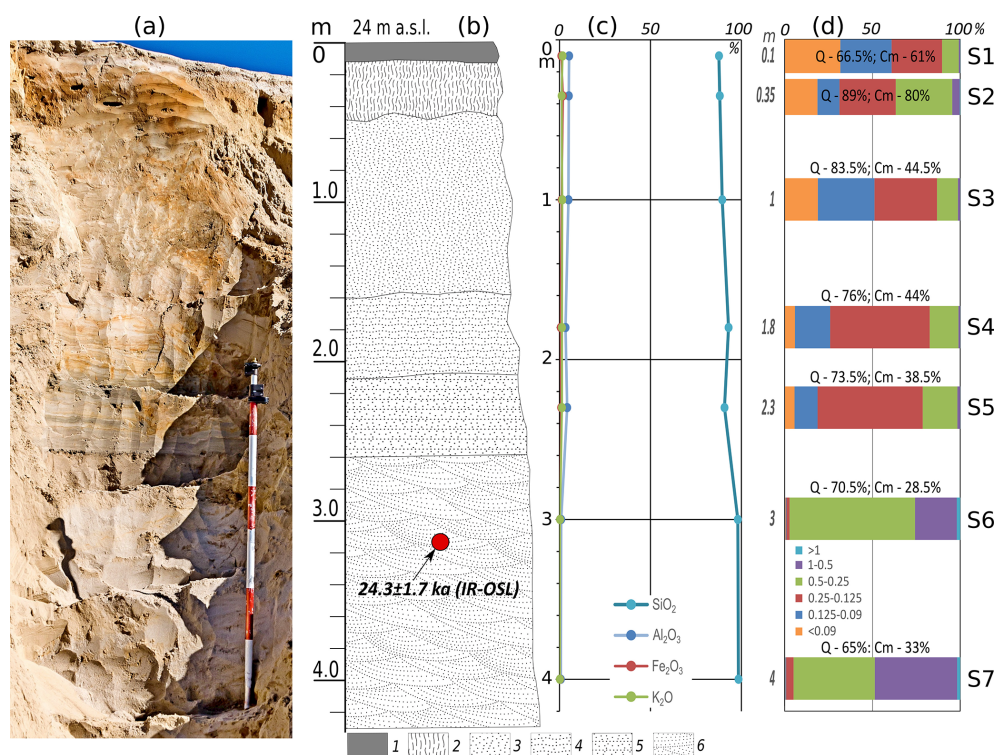 (a)
m
24 m a.s.l.
(b)
0
1.0
2.0
3.0
4.0
24.3±1.7 ka (IR-OSL)
1
2
3
4
5
6
(c)
0
100
%
m
1
2
3
4
SiO₂
Al₂O₃
Fe₂O₃
K₂O
(d)
0
50
100%
m
0.1
Q - 66.5%; Cm - 61%
S1
0.35
Q - 89%; Cm - 80%
S2
Q - 83.5%; Cm - 44.5%
1
S3
Q - 76%; Cm - 44%
1.8
S4
Q - 73.5%; Cm - 38.5%
2.3
S5
Q - 70.5%; Cm - 28.5%
3
S6
>1
1-0.5
0.5-0.25
0.25-0.125
0.125-0.09
<0.09
Q - 65%; Cm - 33%
4
S7